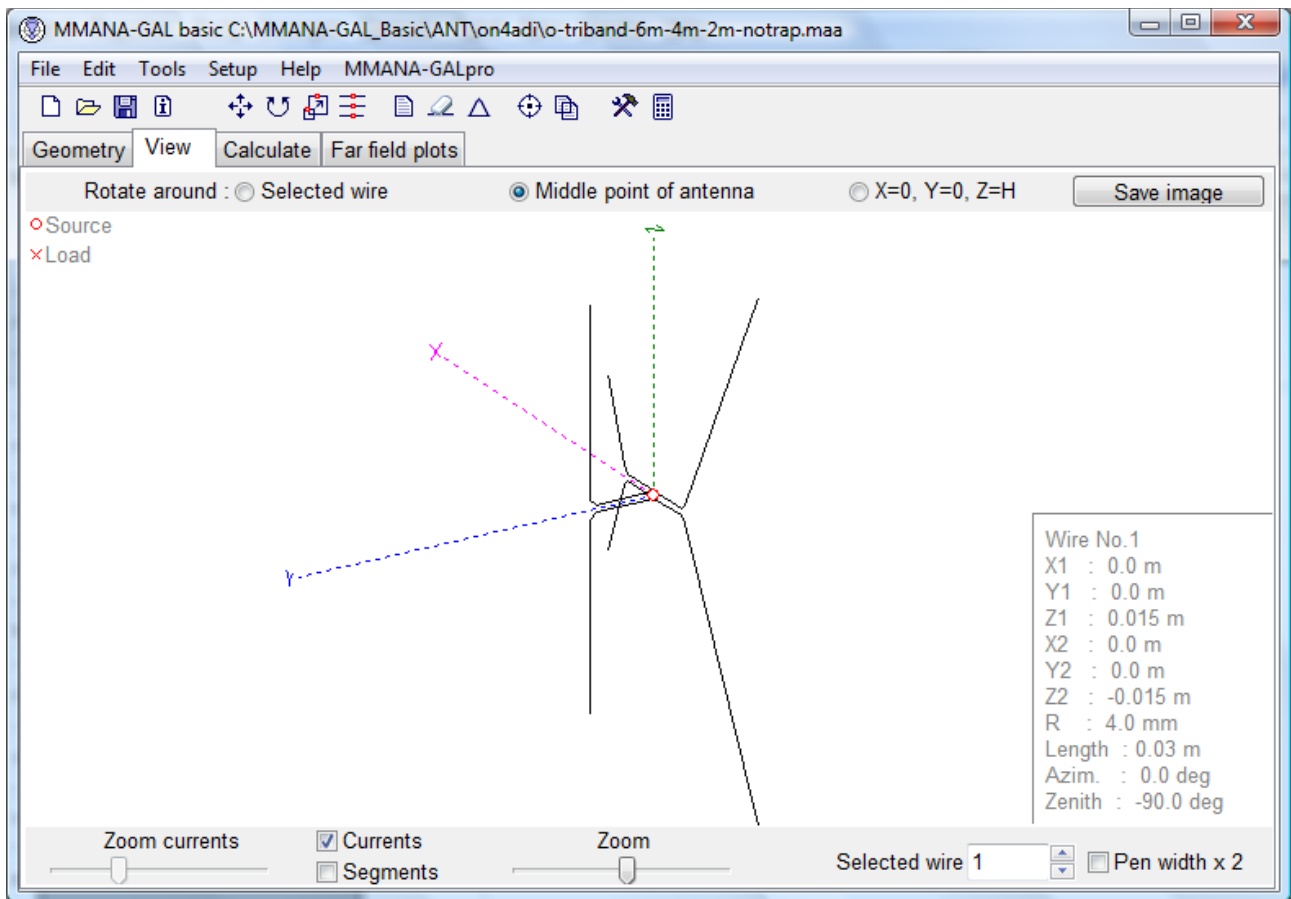 MMANA-GAL basic C:\MMANA-GAL_Basic\ANT\on4adi\o-triband-6m-4m-2m-notrap.maa
File Edit Tools Setup Help MMANA-GALpro
Geometry View Calculate Far field plots
Rotate around : Selected wire Middle point of antenna X=0, Y=0, Z=H Save image
Source
Load
Z
X
Y
Wire No.1
X1 : 0.0 m
Y1 : 0.0 m
Z1 : 0.015 m
X2 : 0.0 m
Y2 : 0.0 m
Z2 : -0.015 m
R : 4.0 mm
Length : 0.03 m
Azim. : 0.0 deg
Zenith : -90.0 deg
Zoom currents Currents Zoom
Segments Selected wire 1 Pen width x 2